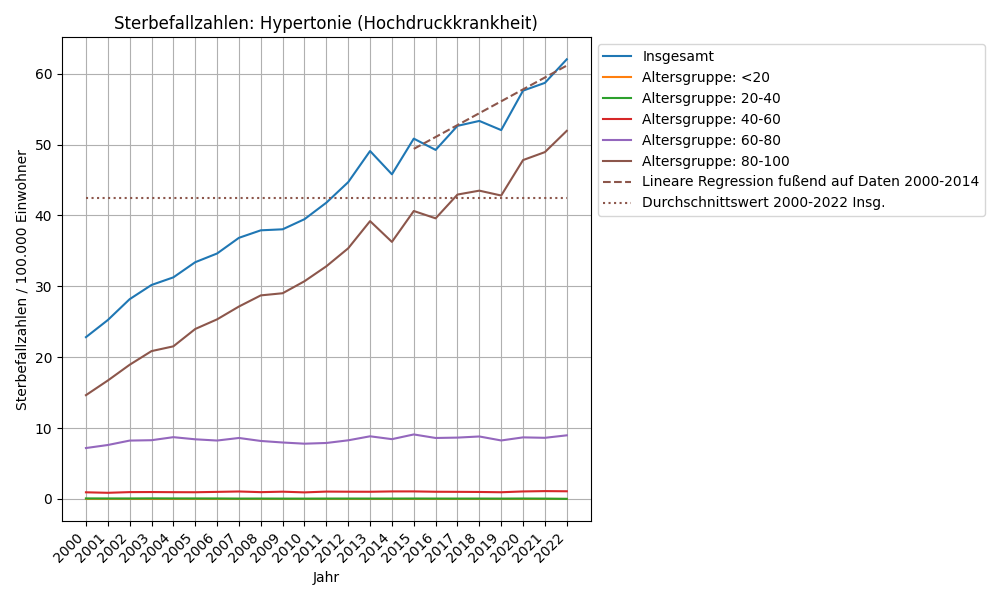 Sterbefallzahlen: Hypertonie (Hochdruckkrankheit)
Sterbefallzahlen / 100.000 Einwohner
60
50
40
30
20
10
0
2000
2001
2002
2003
2004
2005
2006
2007
2008
2009
2010
2011
2012
2013
2014
2015
2016
2017
2018
2019
2020
2021
2022
Jahr
Insgesamt
Altersgruppe: <20
Altersgruppe: 20-40
Altersgruppe: 40-60
Altersgruppe: 60-80
Altersgruppe: 80-100
Lineare Regression fußend auf Daten 2000-2014
Durchschnittswert 2000-2022 Insg.